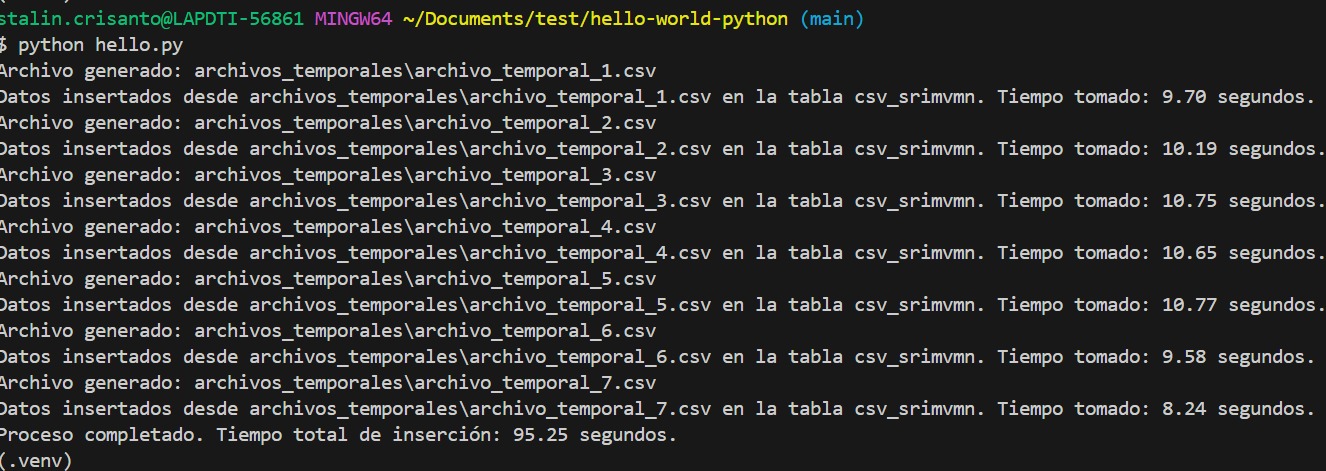 stalin.crisanto@LAPDTI-56861 MINGW64 ~/Documents/test/hello-world-python (main)
$ python hello.py
Archivo generado: archivos_temporales\archivo_temporal_1.csv
Datos insertados desde archivos_temporales\archivo_temporal_1.csv en la tabla csv_srimvmn. Tiempo tomado: 9.70 segundos.
Archivo generado: archivos_temporales\archivo_temporal_2.csv
Datos insertados desde archivos_temporales\archivo_temporal_2.csv en la tabla csv_srimvmn. Tiempo tomado: 10.19 segundos.
Archivo generado: archivos_temporales\archivo_temporal_3.csv
Datos insertados desde archivos_temporales\archivo_temporal_3.csv en la tabla csv_srimvmn. Tiempo tomado: 10.75 segundos.
Archivo generado: archivos_temporales\archivo_temporal_4.csv
Datos insertados desde archivos_temporales\archivo_temporal_4.csv en la tabla csv_srimvmn. Tiempo tomado: 10.65 segundos.
Archivo generado: archivos_temporales\archivo_temporal_5.csv
Datos insertados desde archivos_temporales\archivo_temporal_5.csv en la tabla csv_srimvmn. Tiempo tomado: 10.77 segundos.
Archivo generado: archivos_temporales\archivo_temporal_6.csv
Datos insertados desde archivos_temporales\archivo_temporal_6.csv en la tabla csv_srimvmn. Tiempo tomado: 9.58 segundos.
Archivo generado: archivos_temporales\archivo_temporal_7.csv
Datos insertados desde archivos_temporales\archivo_temporal_7.csv en la tabla csv_srimvmn. Tiempo tomado: 8.24 segundos.
Proceso completado. Tiempo total de inserción: 95.25 segundos.
(.venv)